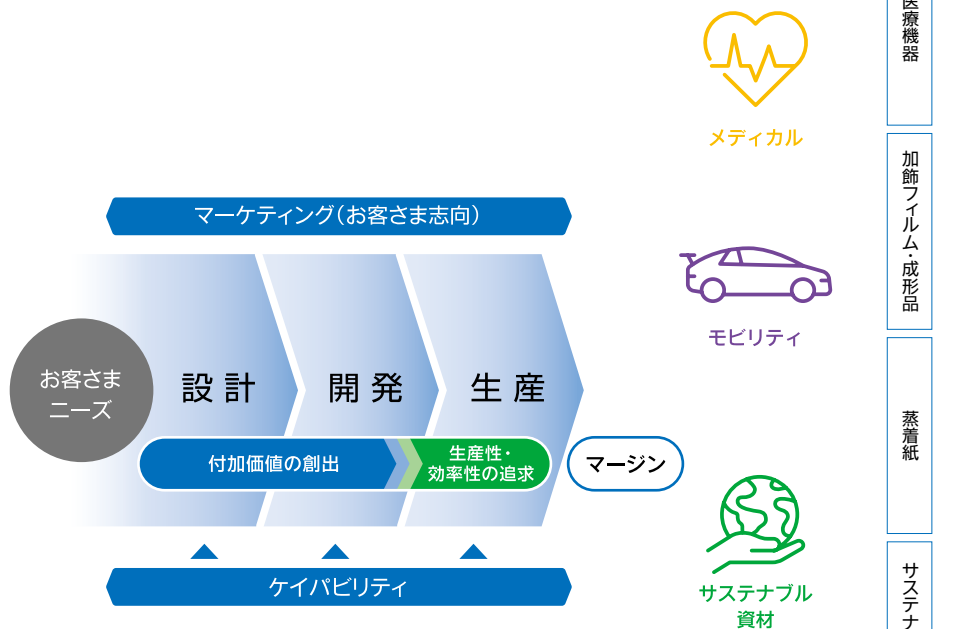 マーケティング（お客さま志向）
お客さま
ニーズ
設計
開発
生産
付加価値の創出
生産性・
効率性の追求
マージン
ケイパビリティ
メディカル
モビリティ
サステナブル
資材
医療機器
加飾フィルム・成形品
蒸着紙
サステナ